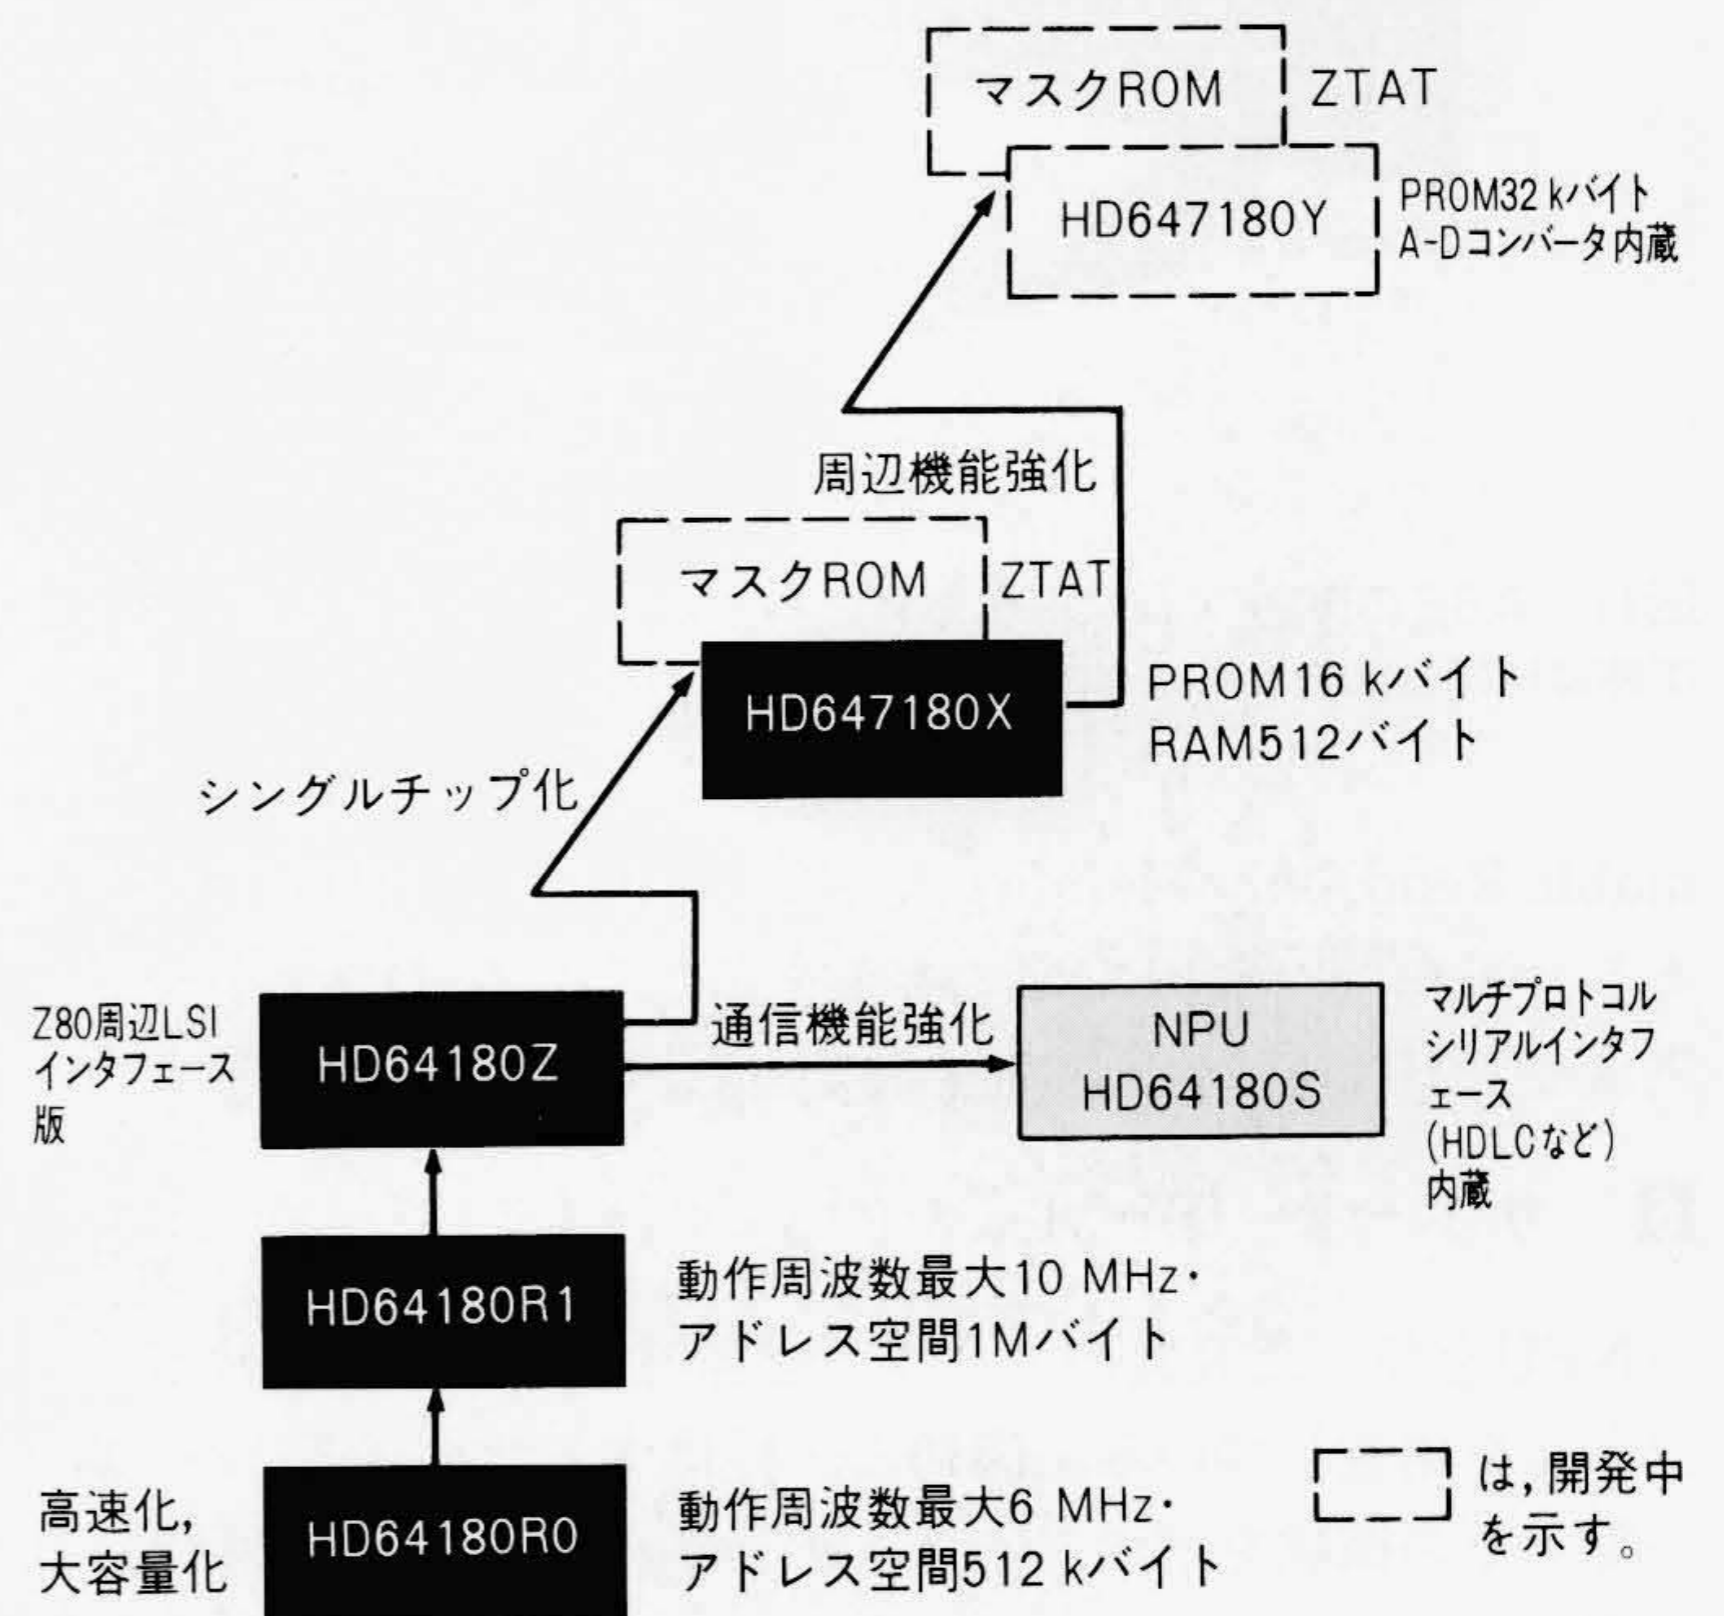 マスクROM
ZTAT
HD647180Y
PROM32 kバイト
A-Dコンバータ内蔵
周辺機能強化
マスクROM
ZTAT
HD647180X
PROM16 kバイト
RAM512バイト
シングルチップ化
Z80周辺LSI
インタフェース
版
HD64180Z
通信機能強化
NPU
HD64180S
マルチプロトコル
シリアルインタフ
ェース
(HDLCなど)
内蔵
HD64180R1
動作周波数最大10 MHz・
アドレス空間1Mバイト
高速化,
大容量化
HD64180R0
動作周波数最大6 MHz・
アドレス空間512 kバイト
は,開発中
を示す。